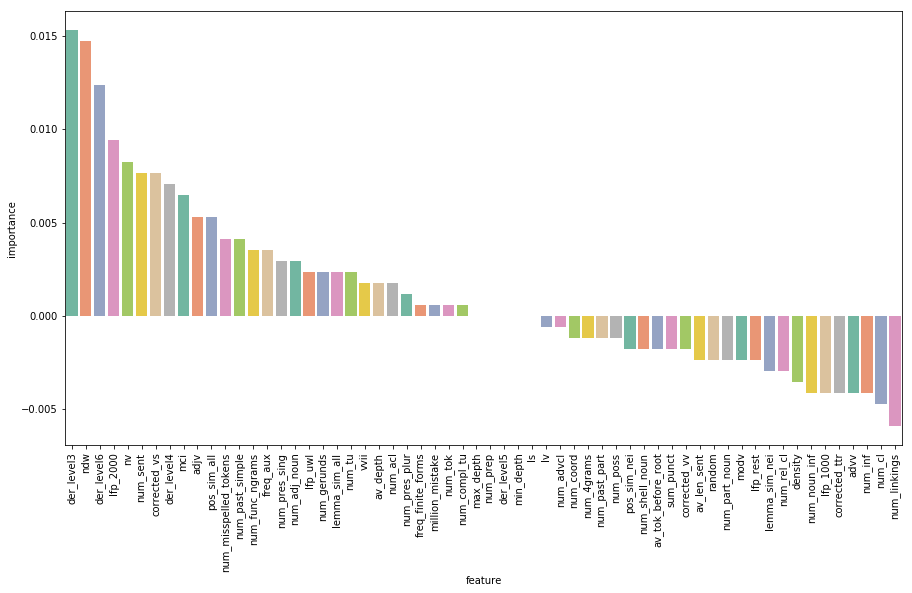 0.015
0.010
0.005
0.000
−0.005
importance
der_level3
ndw
der_level6
lfp_2000
nv
num_sent
corrected_vs
der_level4
mci
adjv
pos_sim_all
num_misspelled_tokens
num_past_simple
num_func_ngrams
freq_aux
num_pres_sing
num_adj_noun
lfp_uwl
num_gerunds
lemma_sim_all
num_tu
vvii
av_depth
num_acl
num_pres_plur
freq_finite_forms
million_mistake
num_tok
num_compl_tu
max_depth
num_prep
der_level5
min_depth
ls
lv
num_advcl
num_coord
num_4grams
num_past_part
num_poss
pos_sim_nei
num_shell_noun
av_tok_before_root
sum_punct
corrected_vv
av_len_sent
random
num_part_noun
modv
lfp_rest
lemma_sim_nei
num_rel_cl
density
num_noun_inf
lfp_1000
corrected_ttr
advv
num_inf
num_cl
num_linkings
feature